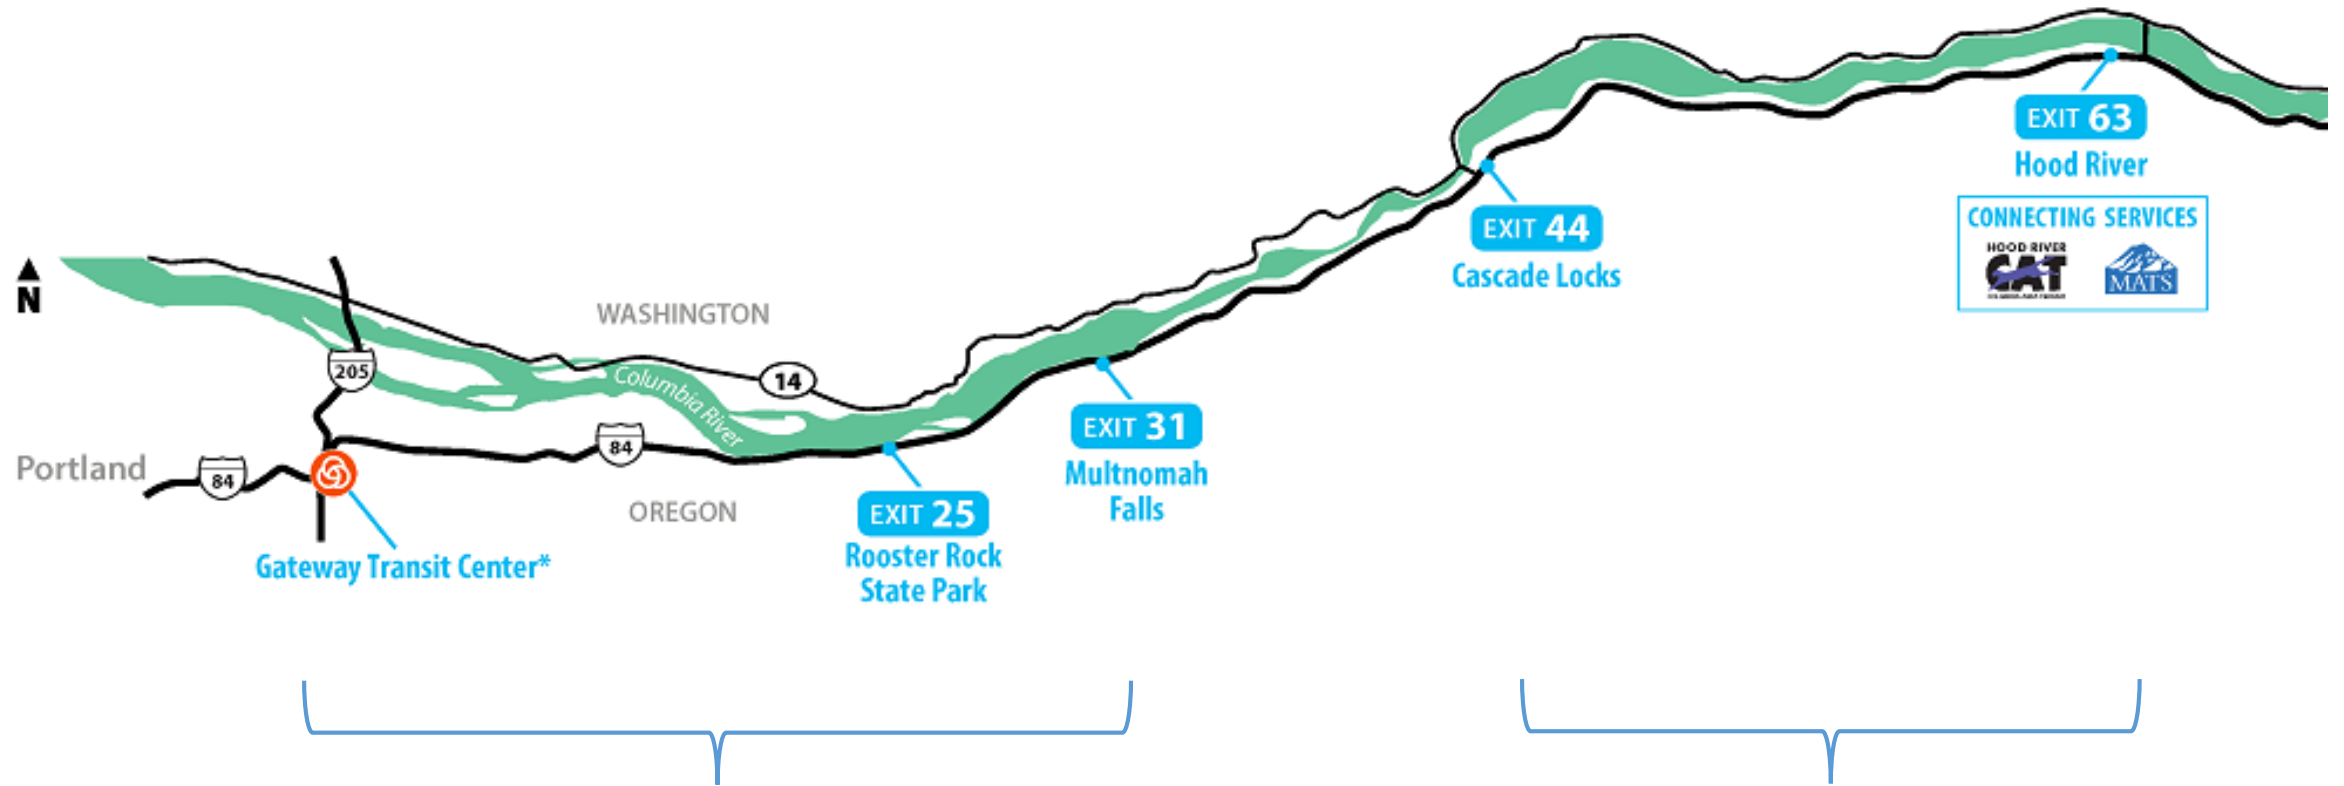 EXIT 63
Hood River
CONNECTING SERVICES
HOOD RIVER
CAT
MATS
EXIT 44
Cascade Locks
N
WASHINGTON
205
14
Columbia River
EXIT 31
Multnomah
Falls
84
Portland
84
OREGON
EXIT 25
Rooster Rock
State Park
Gateway Transit Center*